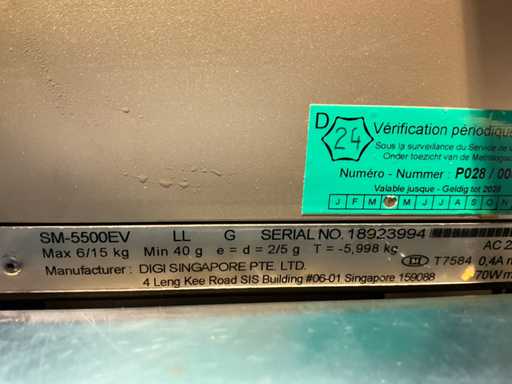 D
24
Vérification périodique
Sous la surveillance du Service de
Onder toezicht van de Metrologisch
Numéro - Nummer : P028 / 00
Valable jusque - Geldig tot 2028
J F M M J J A S O N
SM-5500EV LL G SERIAL NO. 18923994
Max 6/15 kg Min 40 g e = d = 2/5 g T = -5,998 kg AC 2
Manufacturer : DIGI SINGAPORE PTE. LTD. T7584 0,4A
4 Leng Kee Road SIS Building #06-01 Singapore 159088 70W